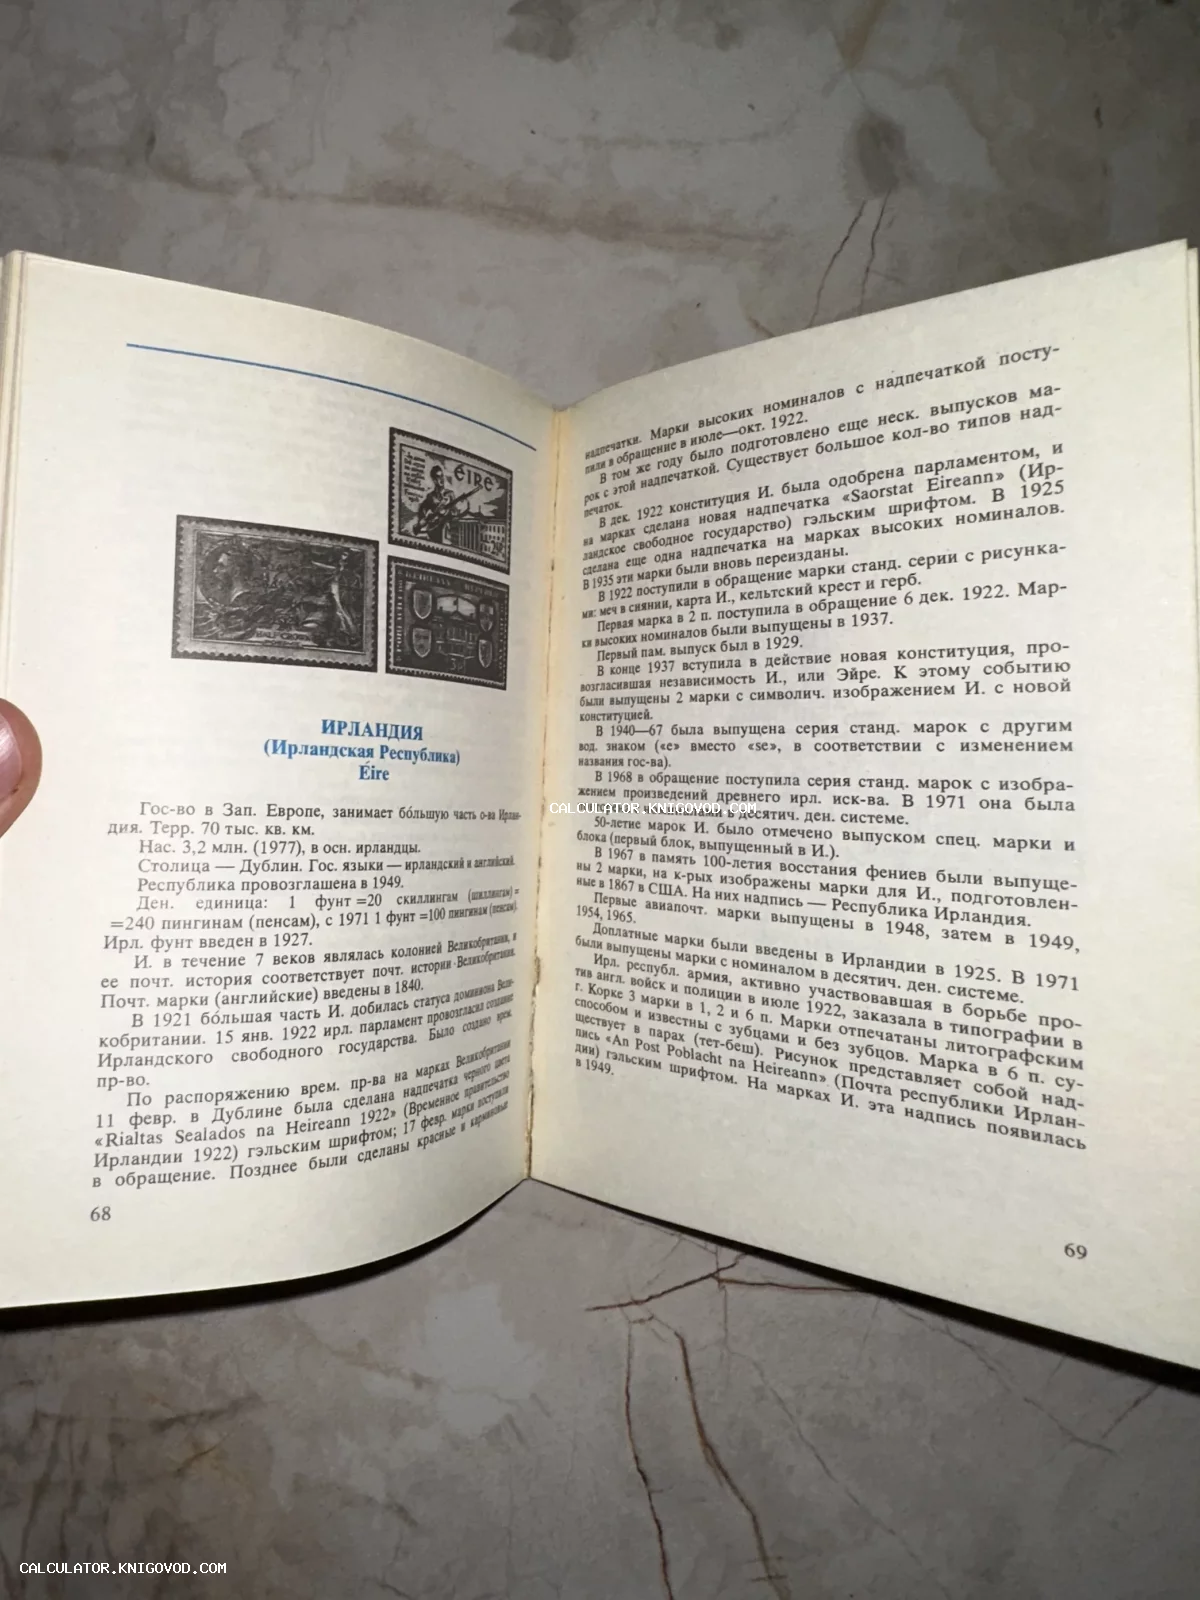 ÉIRE
HALF CROWN
ИРЛАНДИЯ
(Ирландская Республика)
Éire
Гос-во в Зап. Европе, занимает бо́льшую часть о-ва Ирлан-
дия. Терр. 70 тыс. кв. км.
Нас. 3,2 млн. (1977), в осн. ирландцы.
Столица — Дублин. Гос. языки — ирландский и английский.
Республика провозглашена в 1949.
Ден. единица: 1 фунт =20 скиллингам (шиллингам)=
=240 пингинам (пенсам), с 1971 1 фунт =100 пингинам (пенсам).
Ирл. фунт введен в 1927.
И. в течение 7 веков являлась колонией Великобритании, и
ее почт. история соответствует почт. истории Великобритании.
Почт. марки (английские) введены в 1840.
В 1921 бо́льшая часть И. добилась статуса доминиона Вели-
кобритании. 15 янв. 1922 ирл. парламент провозгласил создание
Ирландского свободного государства. Было создано врем.
пр-во.
По распоряжению врем. пр-ва на марках Великобритании
11 февр. в Дублине была сделана надпечатка черного цвета
«Rialtas Sealados na Heireann 1922» (Временное правительство
Ирландии 1922) гэльским шрифтом; 17 февр. марки поступили
в обращение. Позднее были сделаны красные и карминовые
68
надпечатки. Марки высоких номиналов с надпечаткой посту-
пили в обращение в июле—окт. 1922.
В том же году было подготовлено еще неск. выпусков ма-
рок с этой надпечаткой. Существует большое кол-во типов над-
печаток.
В дек. 1922 конституция И. была одобрена парламентом, и
на марках сделана новая надпечатка «Saorstat Eireann» (Ир-
ландское свободное государство) гэльским шрифтом. В 1925
сделана еще одна надпечатка на марках высоких номиналов.
В 1935 эти марки были вновь переизданы.
В 1922 поступили в обращение марки станд. серии с рисунка-
ми: меч в сиянии, карта И., кельтский крест и герб.
Первая марка в 2 п. поступила в обращение 6 дек. 1922. Мар-
ки высоких номиналов были выпущены в 1937.
Первый пам. выпуск был в 1929.
В конце 1937 вступила в действие новая конституция, про-
возгласившая независимость И., или Эйре. К этому событию
были выпущены 2 марки с символич. изображением И. с новой
конституцией.
В 1940—67 была выпущена серия станд. марок с другим
вод. знаком («e» вместо «se», в соответствии с изменением
названия гос-ва).
В 1968 в обращение поступила серия станд. марок с изобра-
жением произведений древнего ирл. иск-ва. В 1971 она была
в десятич. ден. системе.
50-летие марок И. было отмечено выпуском спец. марки и
блока (первый блок, выпущенный в И.).
В 1967 в память 100-летия восстания фениев были выпуще-
ны 2 марки, на к-рых изображены марки для И., подготовлен-
ные в 1867 в США. На них надпись — Республика Ирландия.
Первые авиапочт. марки выпущены в 1948, затем в 1949,
1954, 1965.
Доплатные марки были введены в Ирландии в 1925. В 1971
были выпущены марки с номиналом в десятич. ден. системе.
Ирл. республ. армия, активно участвовавшая в борьбе про-
тив англ. войск и полиции в июле 1922, заказала в типографии в
г. Корке 3 марки в 1, 2 и 6 п. Марки отпечатаны литографским
способом и известны с зубцами и без зубцов. Марка в 6 п. су-
ществует в парах (тет-беш). Рисунок представляет собой над-
пись «An Post Poblacht na Heireann» (Почта республики Ирлан-
дии) гэльским шрифтом. На марках И. эта надпись появилась
в 1949.
69
CALCULATOR.KNIGOVOD.COM
CALCULATOR.KNIGOVOD.COM